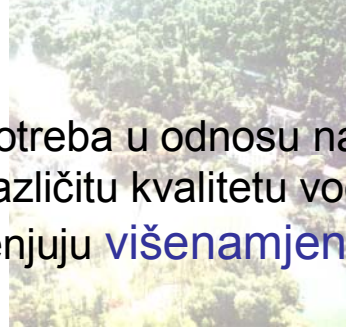 otreba u odnosu na
azličitu kvalitetu vo
enjuju višenamjen